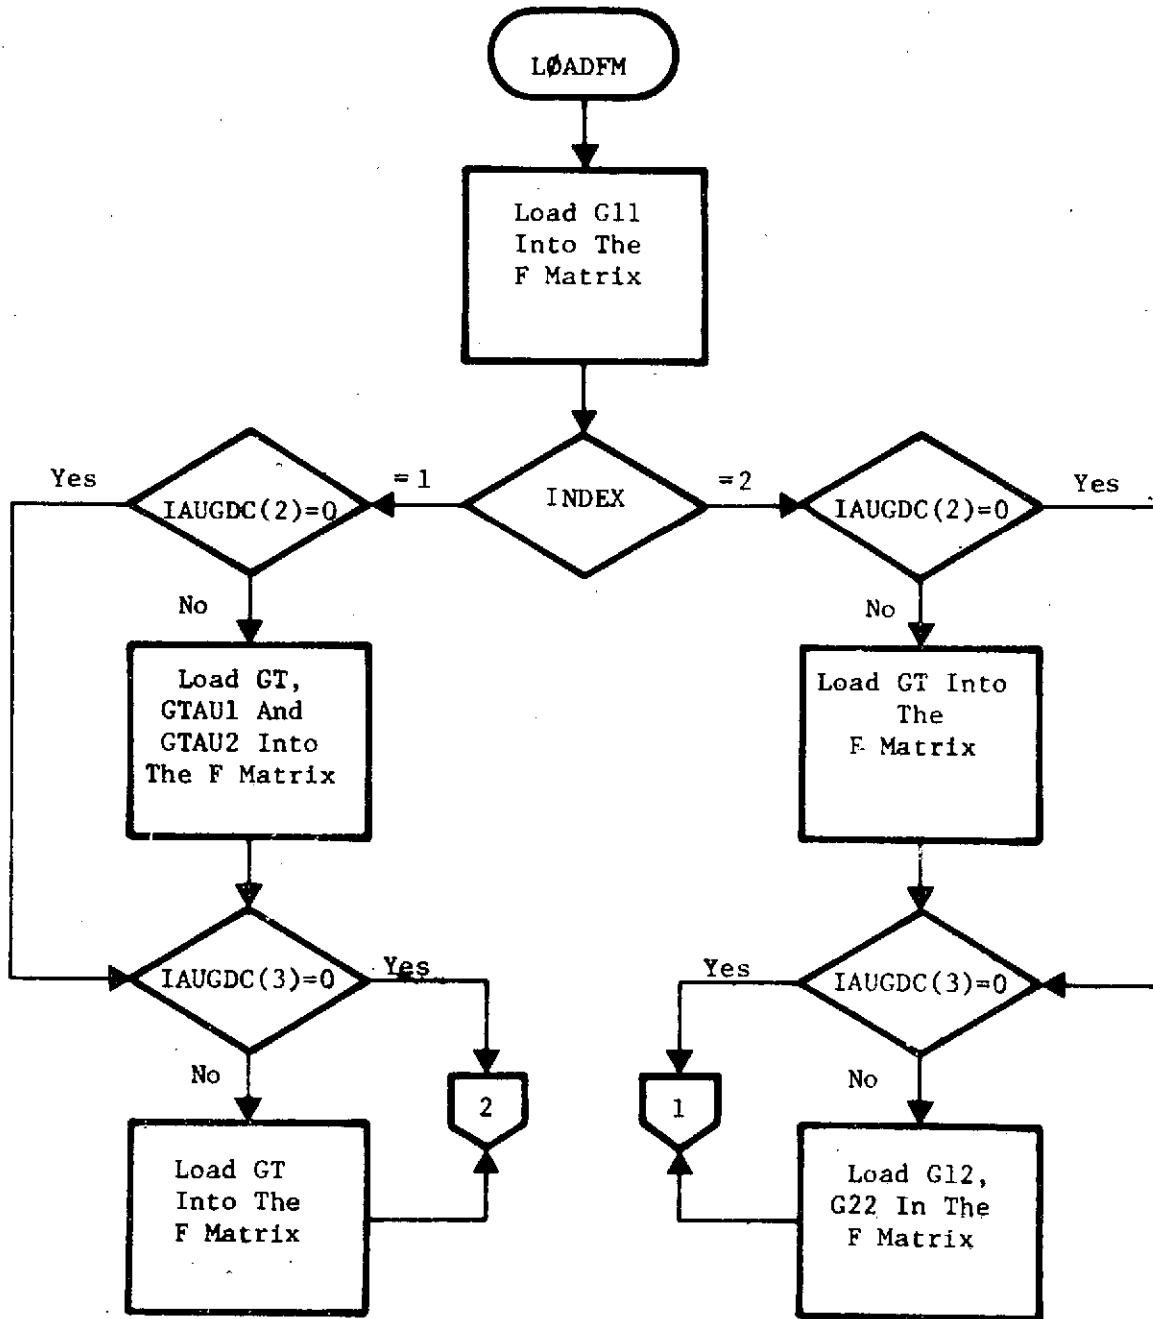 LØADFM
Load G11
Into The
F Matrix
Yes
=1
INDEX
=2
Yes
IAUGDC(2)=0
IAUGDC(2)=0
No
No
Load GT,
GTAU1 And
GTAU2 Into
The F Matrix
Load GT Into
The
F Matrix
IAUGDC(3)=0
Yes
Yes
IAUGDC(3)=0
No
2
1
No
Load GT
Into The
F Matrix
Load G12,
G22 In The
F Matrix